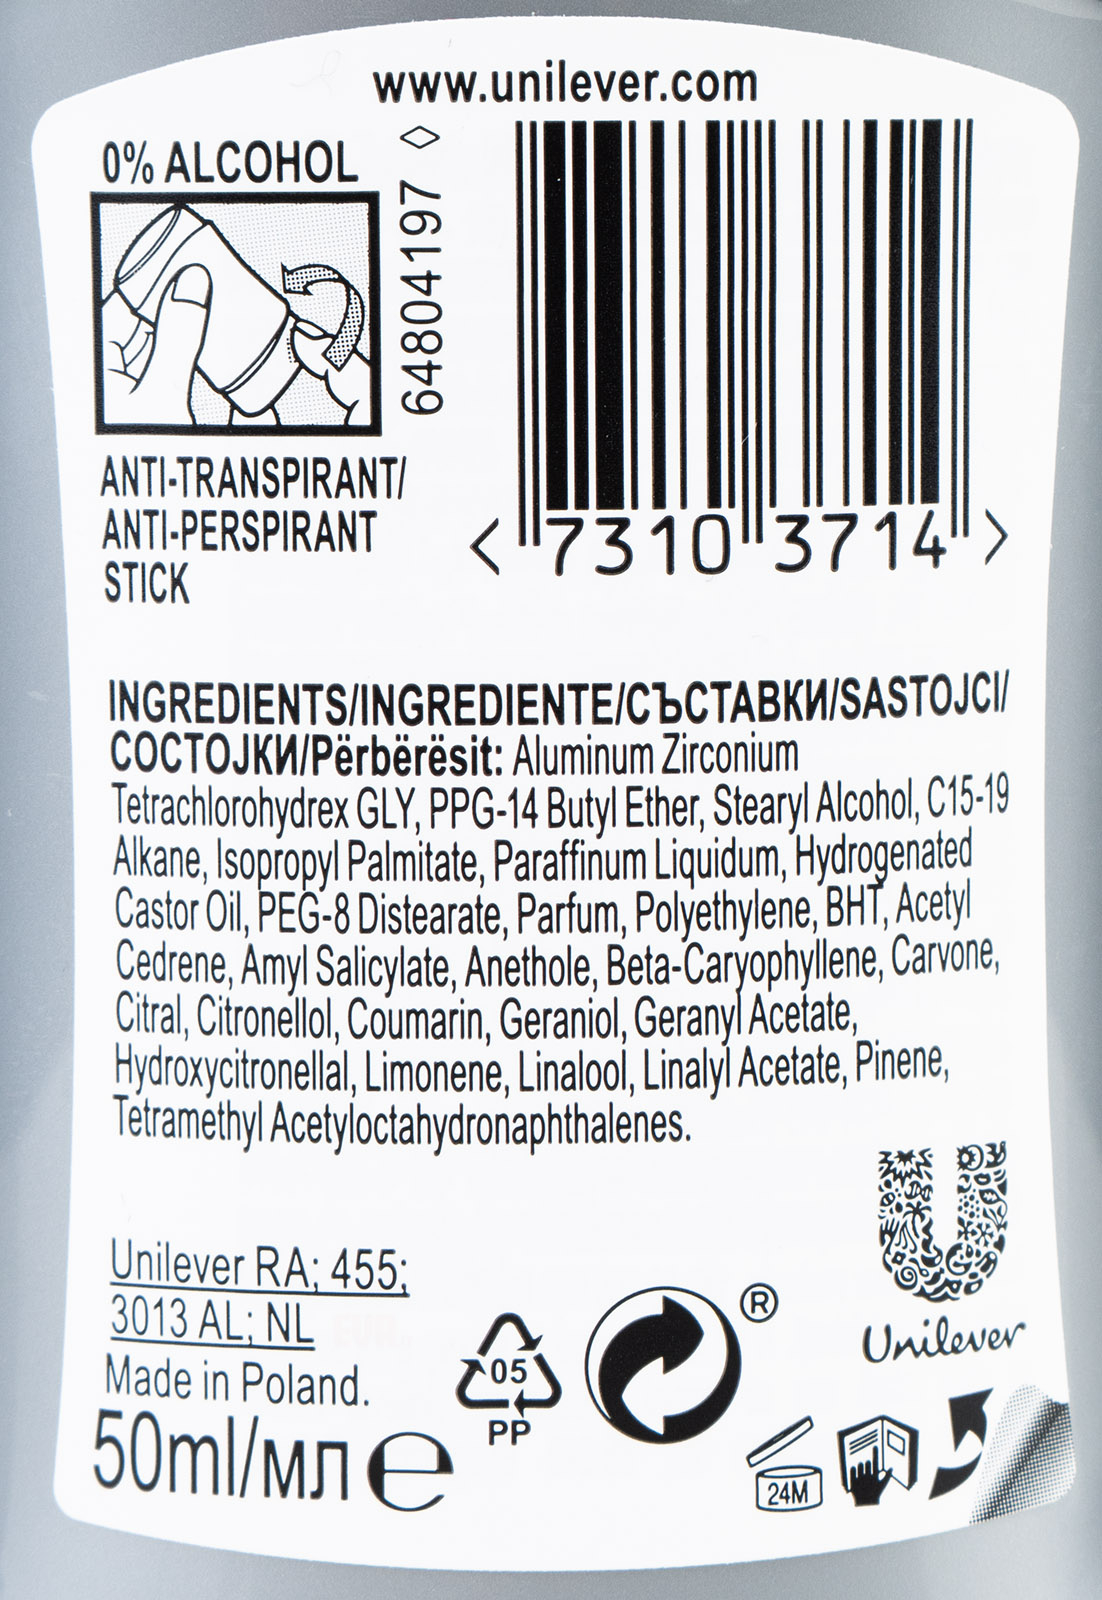 www.unilever.com
0% ALCOHOL
64804197
ANTI-TRANSPIRANT/
ANTI-PERSPIRANT
STICK
< 7310 3714 >
INGREDIENTS/INGREDIENTE/СЪСТАВКИ/SASTOJCI/
СОСТОЈКИ/Përbërësit: Aluminum Zirconium
Tetrachlorohydrex GLY, PPG-14 Butyl Ether, Stearyl Alcohol, C15-19
Alkane, Isopropyl Palmitate, Paraffinum Liquidum, Hydrogenated
Castor Oil, PEG-8 Distearate, Parfum, Polyethylene, BHT, Acetyl
Cedrene, Amyl Salicylate, Anethole, Beta-Caryophyllene, Carvone,
Citral, Citronellol, Coumarin, Geraniol, Geranyl Acetate,
Hydroxycitronellal, Limonene, Linalool, Linalyl Acetate, Pinene,
Tetramethyl Acetyloctahydronaphthalenes.
Unilever RA; 455;
3013 AL; NL
Made in Poland.
50ml/мл e
05
PP
®
Unilever
24M